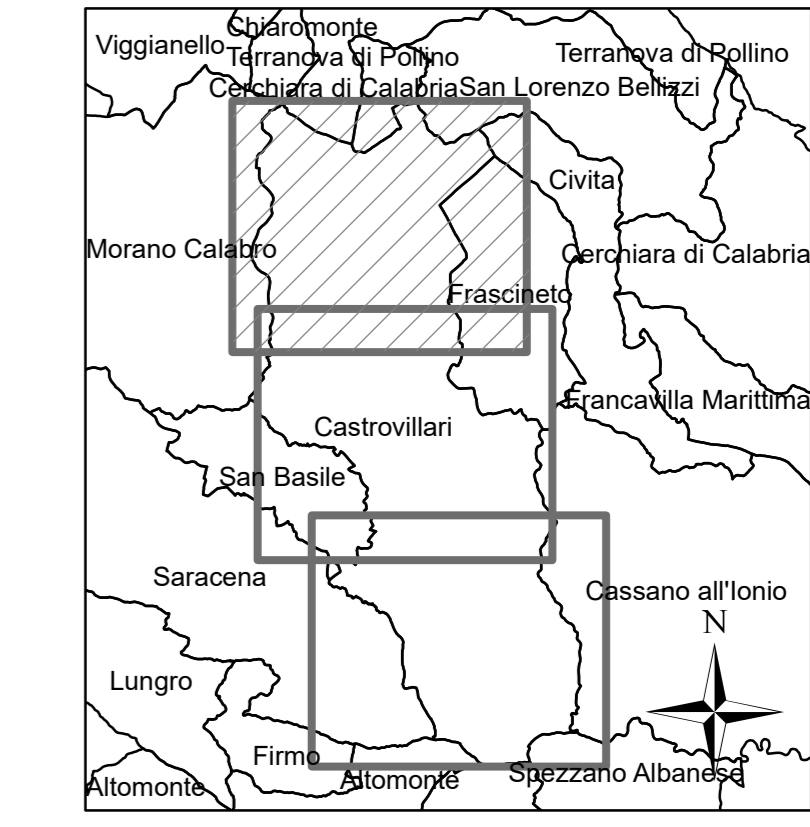 Chiaromonte
Viggianello
Terranova di Pollino
Terranova di Pollino
Cerchiara di Calabria
San Lorenzo Bellizzi
Civita
Morano Calabro
Cerchiara di Calabria
Frascineto
Francavilla Marittima
Castrovillari
San Basile
Saracena
Cassano all'Ionio
N
Lungro
Firmo
Altomonte
Altomonte
Spezzano Albanese